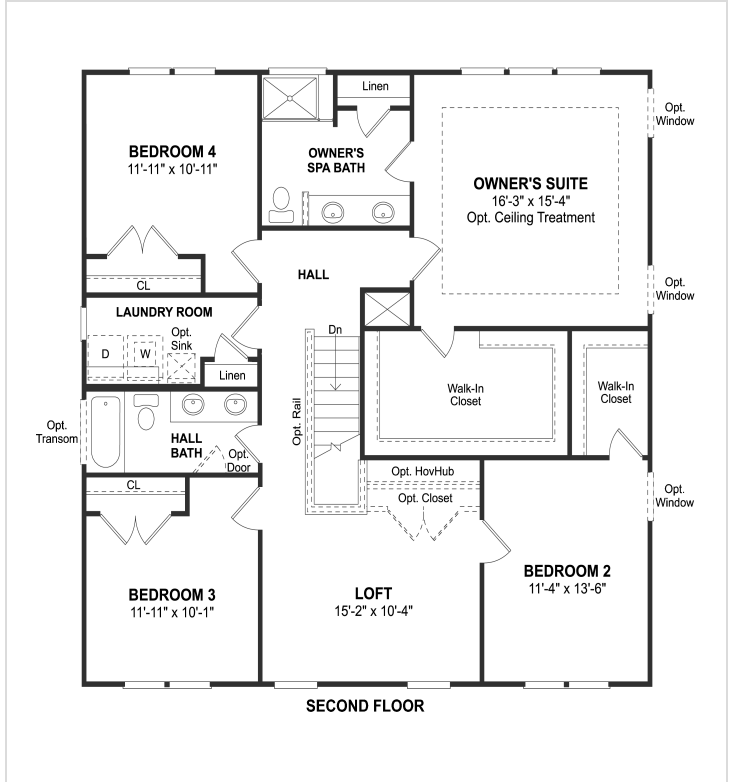 Linen
Opt.
Window
BEDROOM 4
11'-11" x 10'-11"
OWNER'S
SPA BATH
OWNER'S SUITE
16'-3" x 15'-4"
Opt. Ceiling Treatment
HALL
CL
Opt.
Window
LAUNDRY ROOM
Opt.
Sink
D
W
Linen
Dn
Opt. Rail
Walk-In
Closet
Walk-In
Closet
Opt.
Transom
HALL
BATH
Opt.
Door
CL
Opt. HovHub
Opt. Closet
Opt.
Window
BEDROOM 3
11'-11" x 10'-1"
LOFT
15'-2" x 10'-4"
BEDROOM 2
11'-4" x 13'-6"
SECOND FLOOR